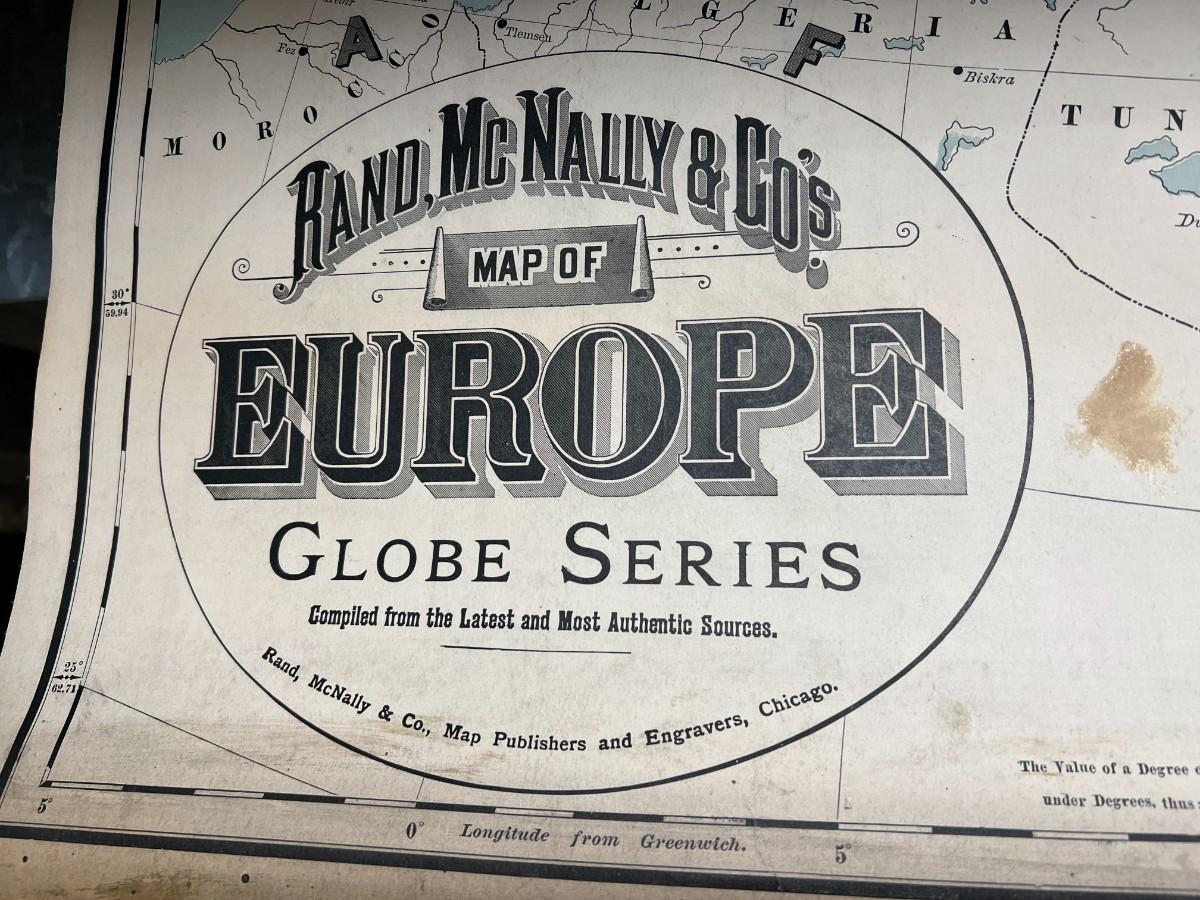 A
F
L G E R I A
Fez
Tlemsen
Biskra
MOROCCO
TUN
RAND, MCNALLY & CO'S
MAP OF
EUROPE
GLOBE SERIES
Compiled from the Latest and Most Authentic Sources.
Rand, McNally & Co., Map Publishers and Engravers, Chicago.
30°
59.94
25°
62.71
The Value of a Degree
under Degrees, thus
5°
0°
Longitude from Greenwich.
5°